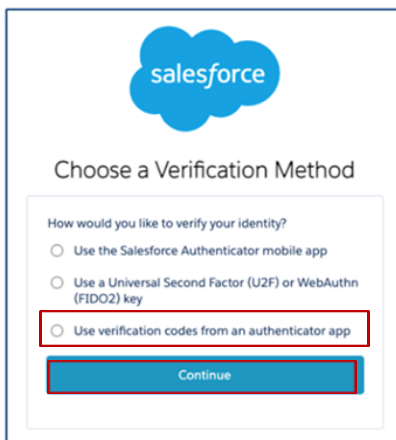 salesforce
Choose a Verification Method
How would you like to verify your identity?
Use the Salesforce Authenticator mobile app
Use a Universal Second Factor (U2F) or WebAuthn
(FIDO2) key
Use verification codes from an authenticator app
Continue